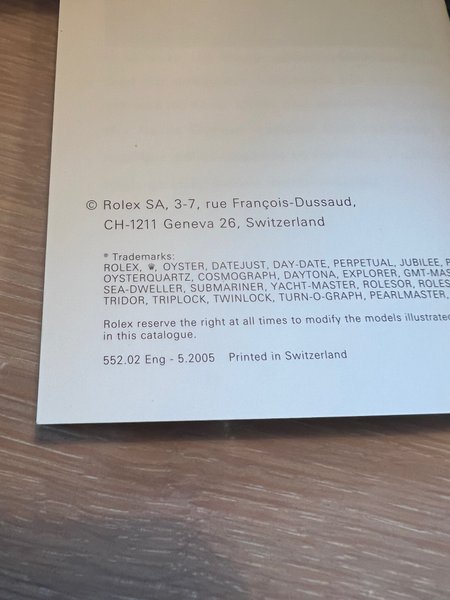 © Rolex SA, 3-7, rue François-Dussaud,
CH-1211 Geneva 26, Switzerland
® Trademarks:
ROLEX, ♛, OYSTER, DATEJUST, DAY-DATE, PERPETUAL, JUBILEE,
OYSTERQUARTZ, COSMOGRAPH, DAYTONA, EXPLORER, GMT-MAS
SEA-DWELLER, SUBMARINER, YACHT-MASTER, ROLESOR, ROLES
TRIDOR, TRIPLOCK, TWINLOCK, TURN-O-GRAPH, PEARLMASTER,
Rolex reserve the right at all times to modify the models illustrated
in this catalogue.
552.02 Eng - 5.2005 Printed in Switzerland